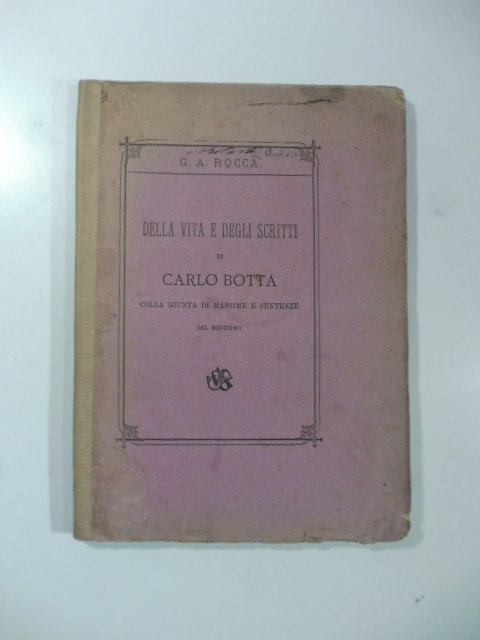 G. A. ROCCA.
DELLA VITA E DEGLI SCRITTI
DI
CARLO BOTTA
COLLA GIUNTA DI MASSIME E SENTENZE
DEL MEDESIMO